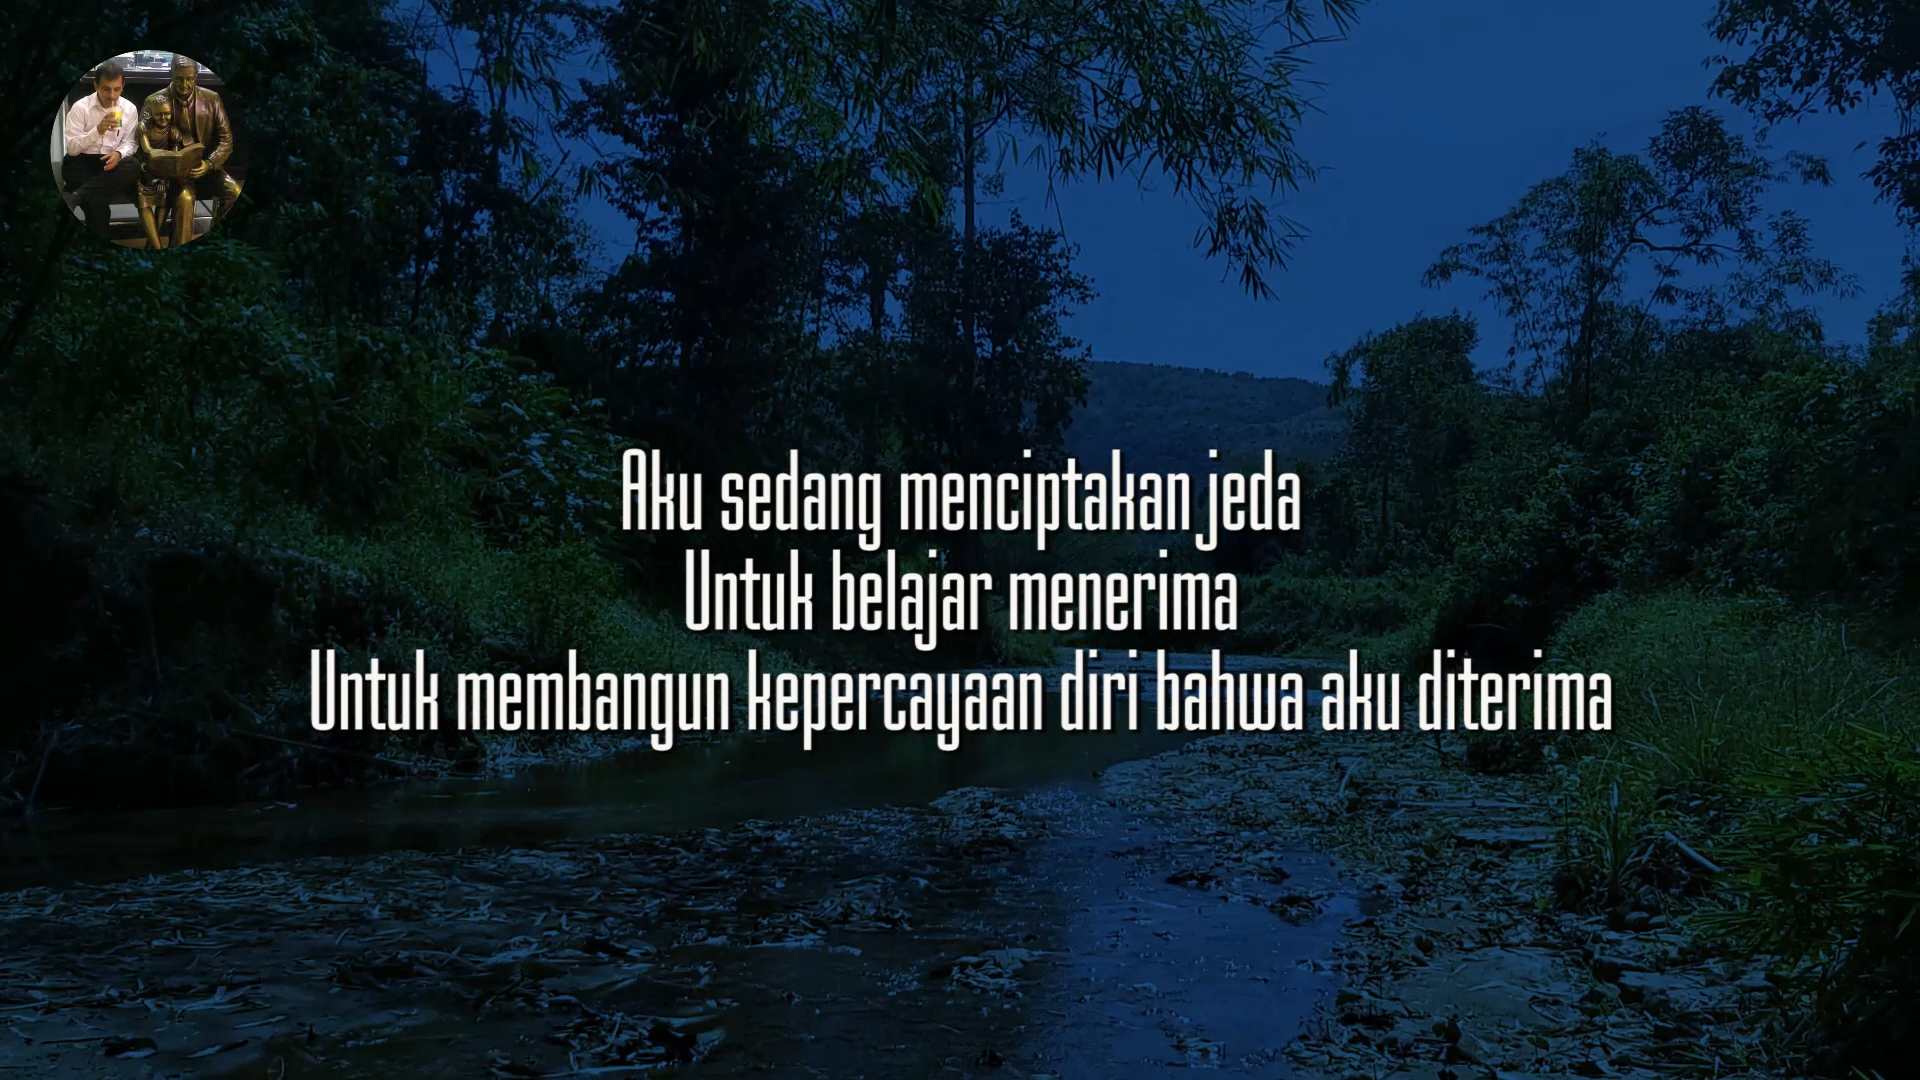 Aku sedang menciptakan jeda
Untuk belajar menerima
Untuk membangun kepercayaan diri bahwa aku diterima